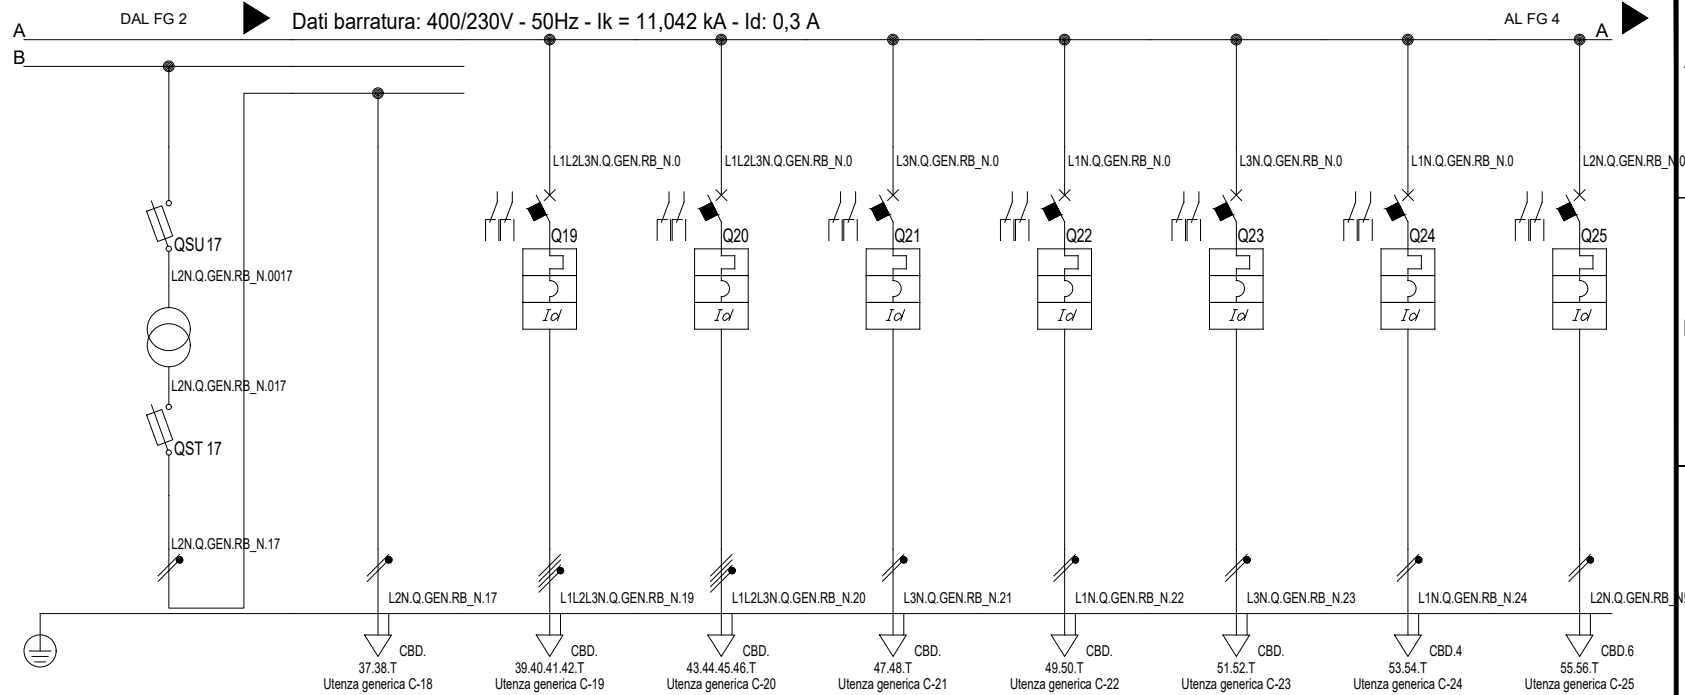 DAL FG 2
Dati barratura: 400/230V - 50Hz - Ik = 11,042 kA - Id: 0,3 A
AL FG 4
A
A
B
L1L2L3N.Q.GEN.RB_N.0
L1L2L3N.Q.GEN.RB_N.0
L3N.Q.GEN.RB_N.0
L1N.Q.GEN.RB_N.0
L3N.Q.GEN.RB_N.0
L1N.Q.GEN.RB_N.0
L2N.Q.GEN.RB_N.0
QSU 17
Q19
Q20
Q21
Q22
Q23
Q24
Q25
L2N.Q.GEN.RB_N.0017
Id
Id
Id
Id
Id
Id
Id
L2N.Q.GEN.RB_N.017
QST 17
L2N.Q.GEN.RB_N.17
L2N.Q.GEN.RB_N.17
L1L2L3N.Q.GEN.RB_N.19
L1L2L3N.Q.GEN.RB_N.20
L3N.Q.GEN.RB_N.21
L1N.Q.GEN.RB_N.22
L3N.Q.GEN.RB_N.23
L1N.Q.GEN.RB_N.24
CBD.
CBD.
CBD.
CBD.
CBD.
CBD.
CBD.4
CBD.6
37.38.T
39.40.41.42.T
43.44.45.46.T
47.48.T
49.50.T
51.52.T
53.54.T
55.56.T
Utenza generica C-18
Utenza generica C-19
Utenza generica C-20
Utenza generica C-21
Utenza generica C-22
Utenza generica C-23
Utenza generica C-24
Utenza generica C-25